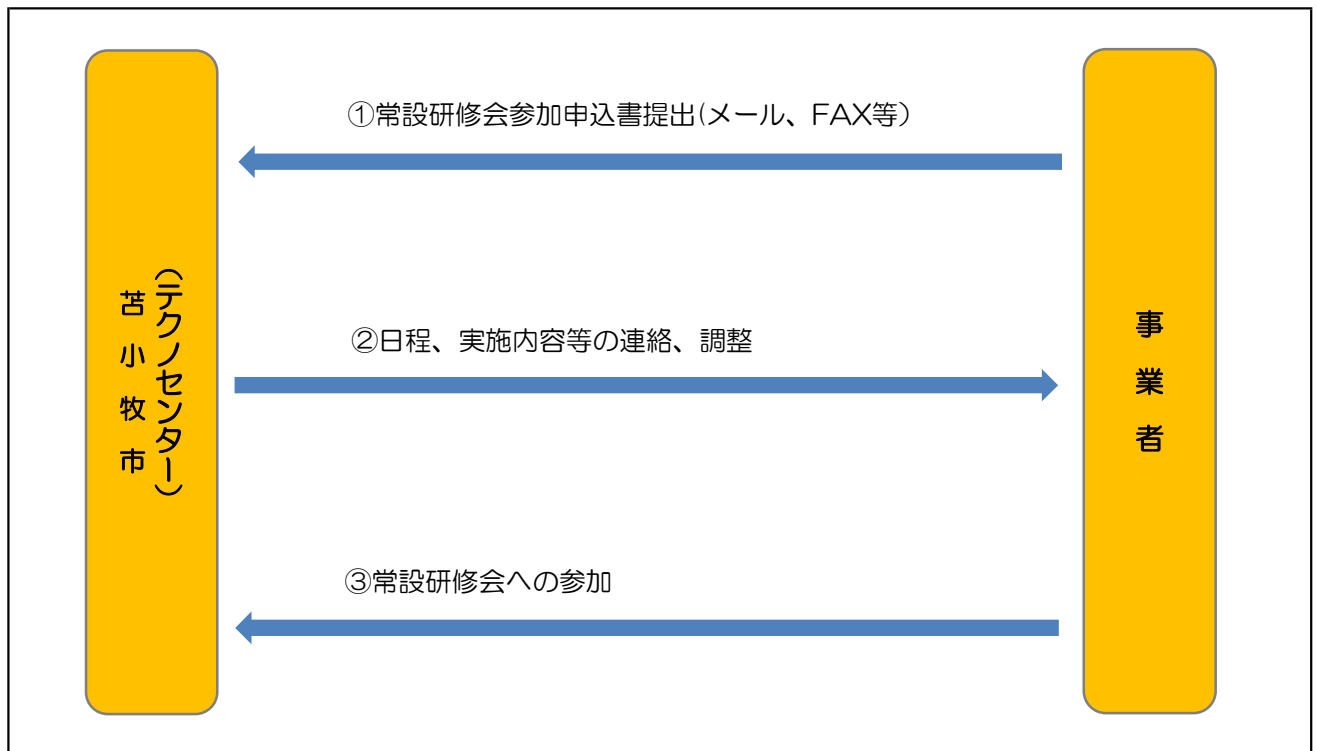 ①常設研修会参加申込書提出(メール、FAX等）
②日程、実施内容等の連絡、調整
③常設研修会への参加
苫小牧市
（テクノセンター）
事業者